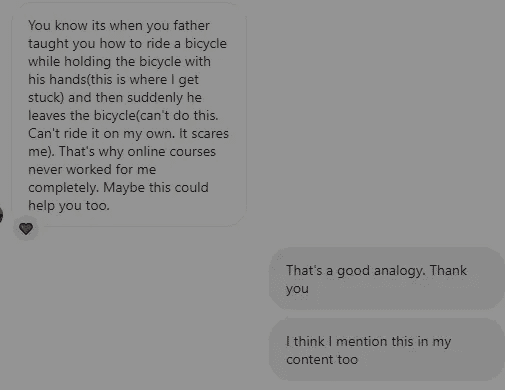 You know its when you father
taught you how to ride a bicycle
while holding the bicycle with
his hands(this is where I get
stuck) and then suddenly he
leaves the bicycle(can't do this.
Can't ride it on my own. It scares
me). That's why online courses
never worked for me
completely. Maybe this could
help you too.
That's a good analogy. Thank
you
I think I mention this in my
content too